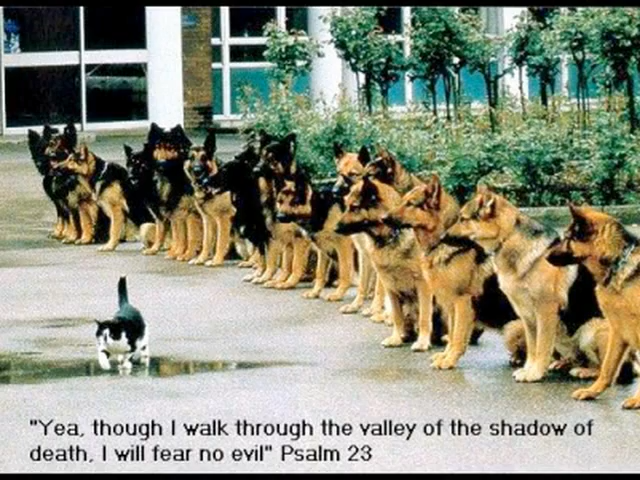 "Yea, though I walk through the valley of the shadow of
death, I will fear no evil" Psalm 23